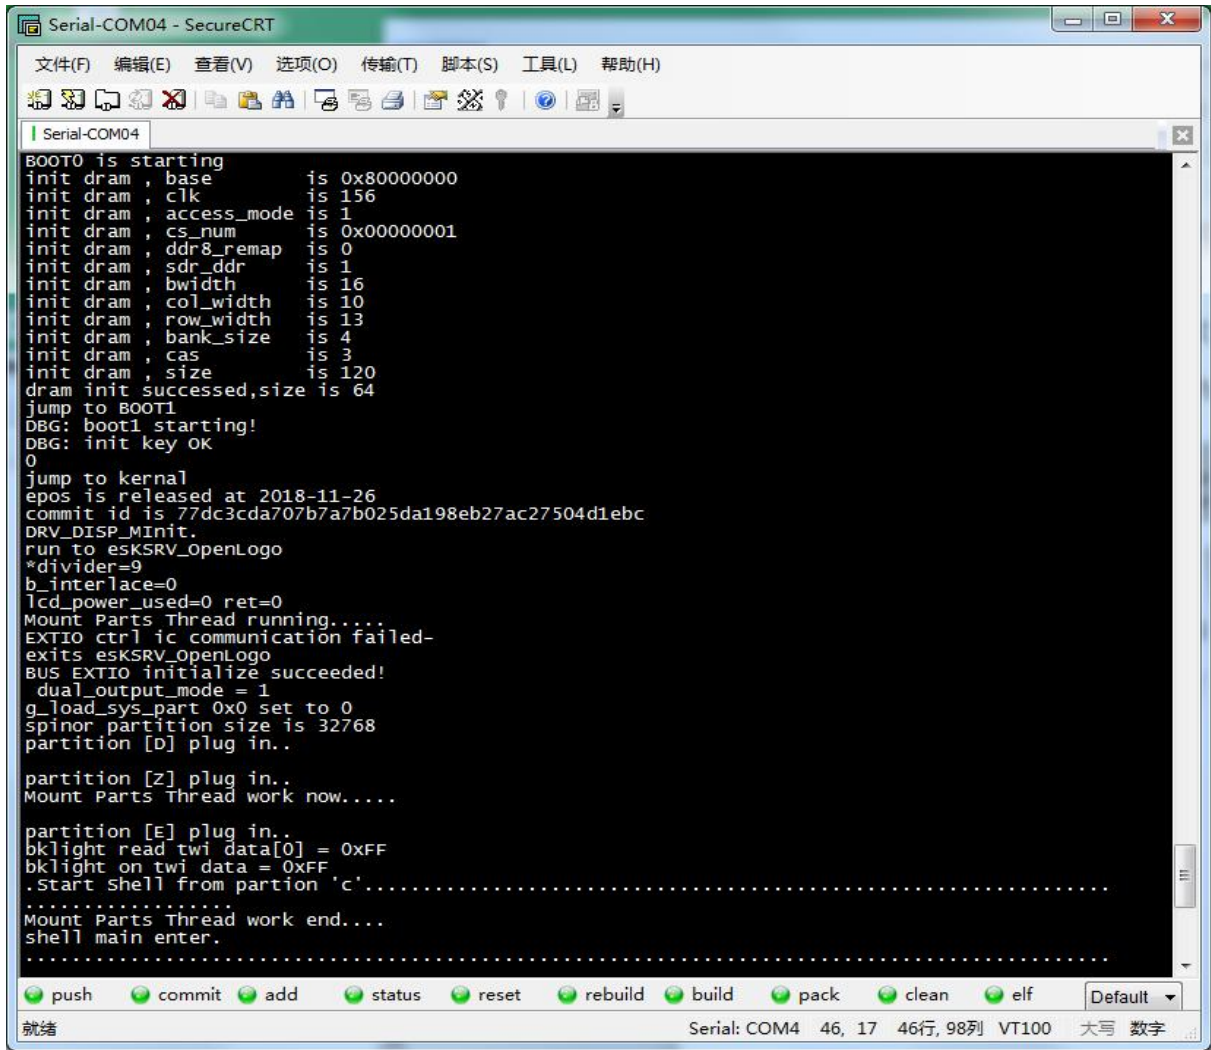 Serial-COM04 - SecureCRT
文件(F) 编辑(E) 查看(V) 选项(O) 传输(T) 脚本(S) 工具(L) 帮助(H)
Serial-COM04
BOOT0 is starting
init dram , base        is 0x80000000
init dram , clk         is 156
init dram , access_mode is 1
init dram , cs_num      is 0x00000001
init dram , ddr8_remap  is 0
init dram , sdr_ddr     is 1
init dram , bwidth      is 16
init dram , col_width   is 10
init dram , row_width   is 13
init dram , bank_size   is 4
init dram , cas         is 3
init dram , size        is 120
dram init successed,size is 64
jump to BOOT1
DBG: boot1 starting!
DBG: init key OK
0
jump to kernal
epos is released at 2018-11-26
commit id is 77dc3cda707b7a7b025da198eb27ac27504d1ebc
DRV_DISP_MInit.
run to esKSRV_OpenLogo
*divider=9
b_interlace=0
lcd_power_used=0 ret=0
Mount Parts Thread running.....
EXTIO ctrl ic communication failed-
exits esKSRV_OpenLogo
BUS EXTIO initialize succeeded!
 dual_output_mode = 1
g_load_sys_part 0x0 set to 0
spinor partition size is 32768
partition [D] plug in..
partition [Z] plug in..
Mount Parts Thread work now.....
partition [E] plug in..
bklight read twi data[0] = 0xFF
bklight on twi data = 0xFF
.Start Shell from partion 'c'................................................................
..................
Mount Parts Thread work end....
shell main enter.
.............................................................................................
push commit add status reset rebuild build pack clean elf Default
就绪 Serial: COM4 46, 17 46行, 98列 VT100 大写 数字